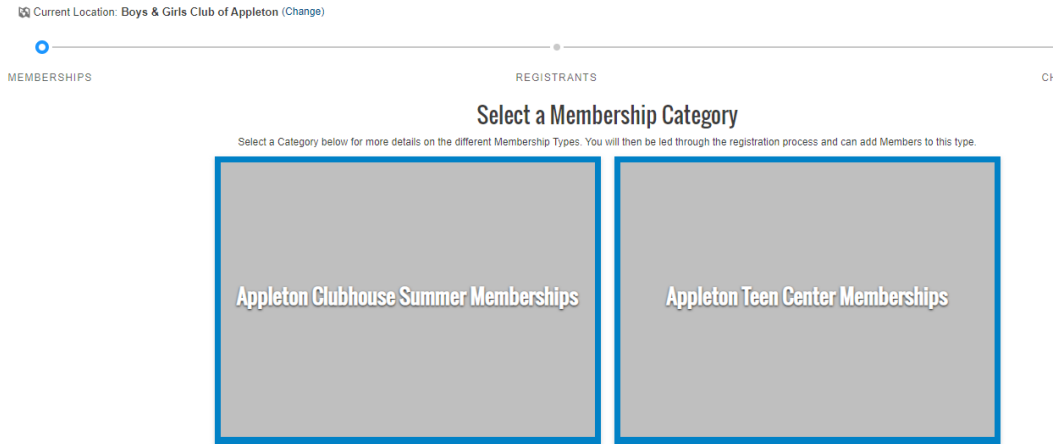 Current Location: Boys & Girls Club of Appleton (Change)
MEMBERSHIPS
REGISTRANTS
Select a Membership Category
Select a Category below for more details on the different Membership Types. You will then be led through the registration process and can add Members to this type.
Appleton Clubhouse Summer Memberships
Appleton Teen Center Memberships